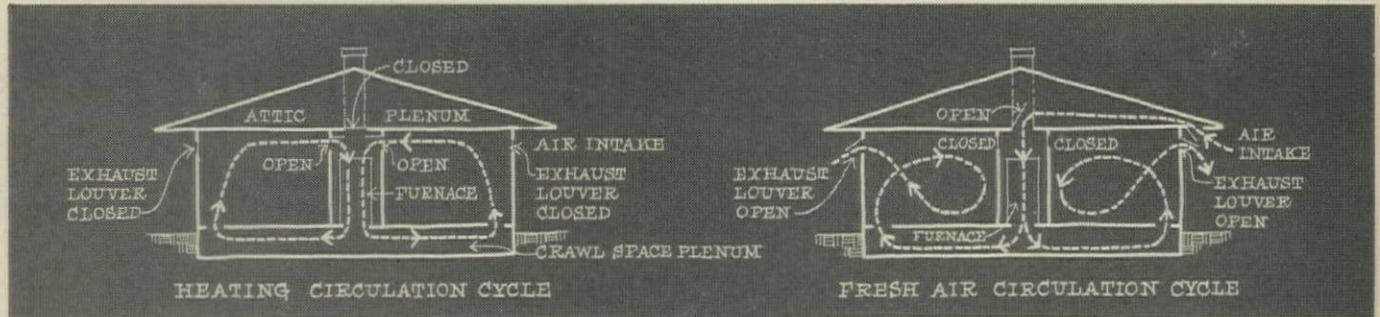 CLOSED
ATTIC PLENUM
OPEN OPEN
AIR INTAKE
EXHAUST
LOUVER
CLOSED
FURNACE
EXHAUST
LOUVER
CLOSED
CRAWL SPACE PLENUM
HEATING CIRCULATION CYCLE
OPEN
CLOSED CLOSED
AIR
INTAKE
EXHAUST
LOUVER
OPEN
EXHAUST
LOUVER
OPEN
FURNACE
FRESH AIR CIRCULATION CYCLE